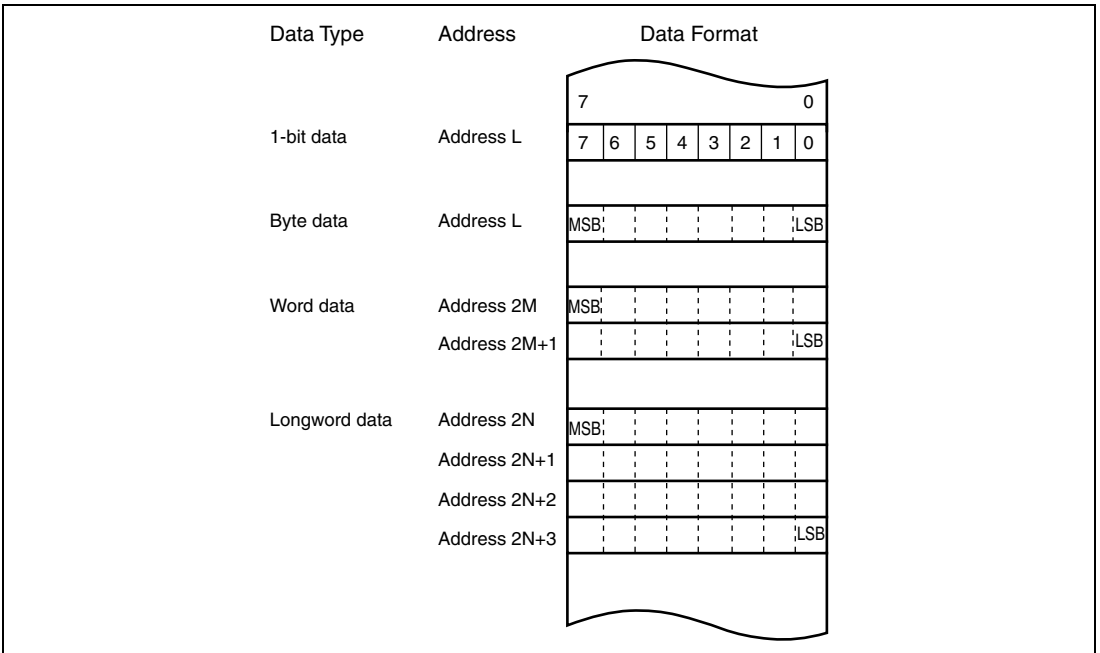 Data Type Address Data Format
7 0
1-bit data Address L 7 6 5 4 3 2 1 0
Byte data Address L MSB LSB
Word data Address 2M MSB
Address 2M+1 LSB
Longword data Address 2N MSB
Address 2N+1
Address 2N+2
Address 2N+3 LSB